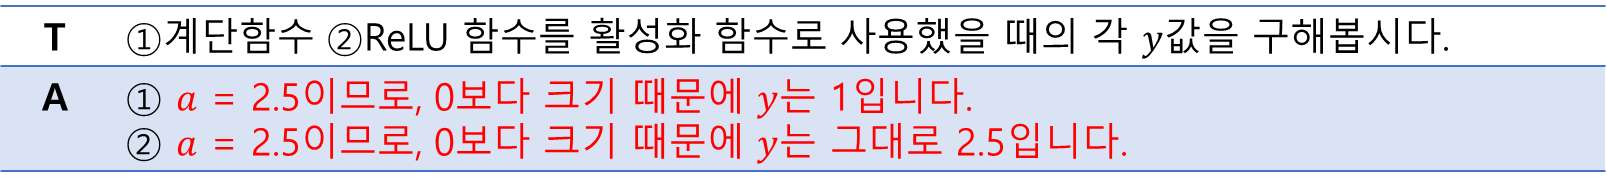 T ①계단함수 ②ReLU 함수를 활성화 함수로 사용했을 때의 각 y값을 구해봅시다.
A ① a = 2.5이므로, 0보다 크기 때문에 y는 1입니다.
② a = 2.5이므로, 0보다 크기 때문에 y는 그대로 2.5입니다.